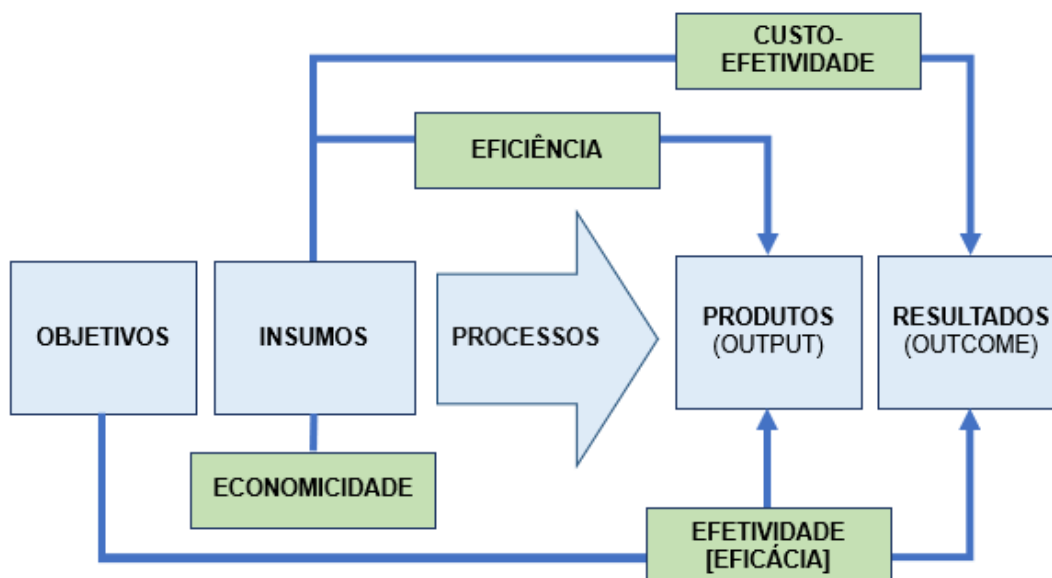 CUSTO-
EFETIVIDADE
EFICIÊNCIA
OBJETIVOS
INSUMOS
PROCESSOS
PRODUTOS
(OUTPUT)
RESULTADOS
(OUTCOME)
ECONOMICIDADE
EFETIVIDADE
[EFICÁCIA]